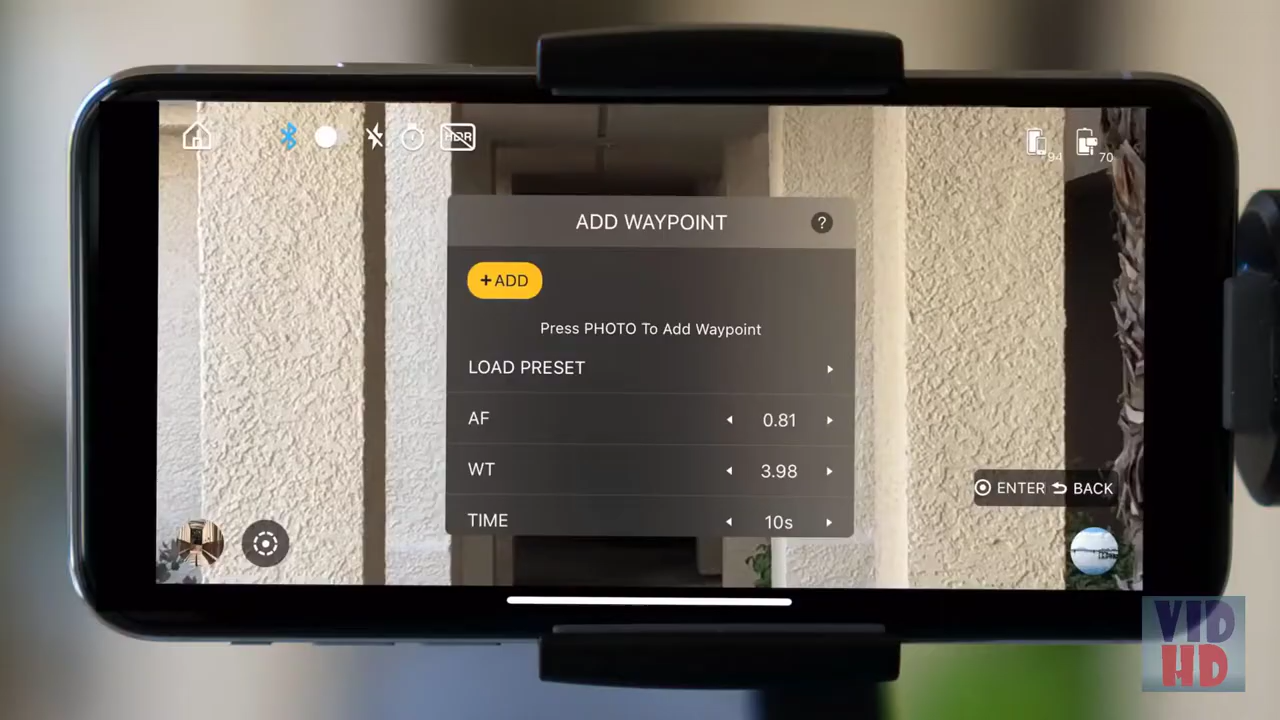 HDR
94
70
ADD WAYPOINT
?
+ADD
Press PHOTO To Add Waypoint
LOAD PRESET
AF 0.81
WT 3.98
TIME 10s
ENTER BACK
VID
HD